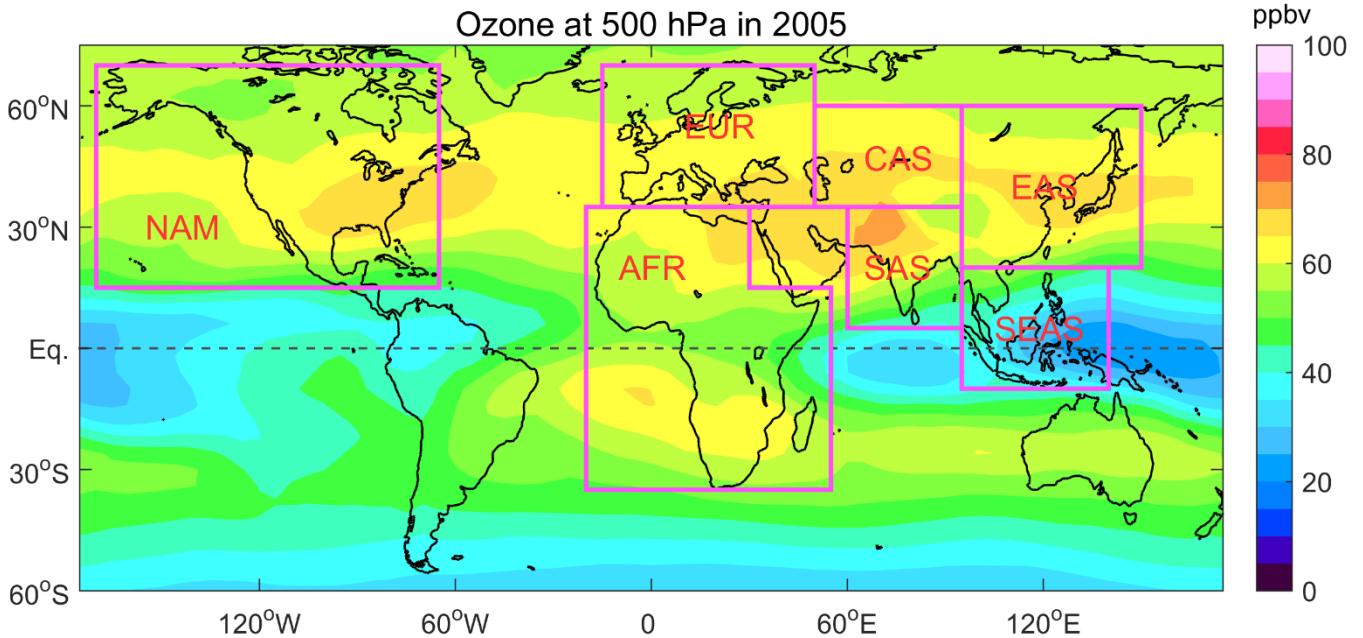 Ozone at 500 hPa in 2005
ppbv
100
80
60
40
20
0
60°N
30°N
Eq.
30°S
60°S
120°W
60°W
0
60°E
120°E
NAM
EUR
CAS
EAS
AFR
SAS
SEAS